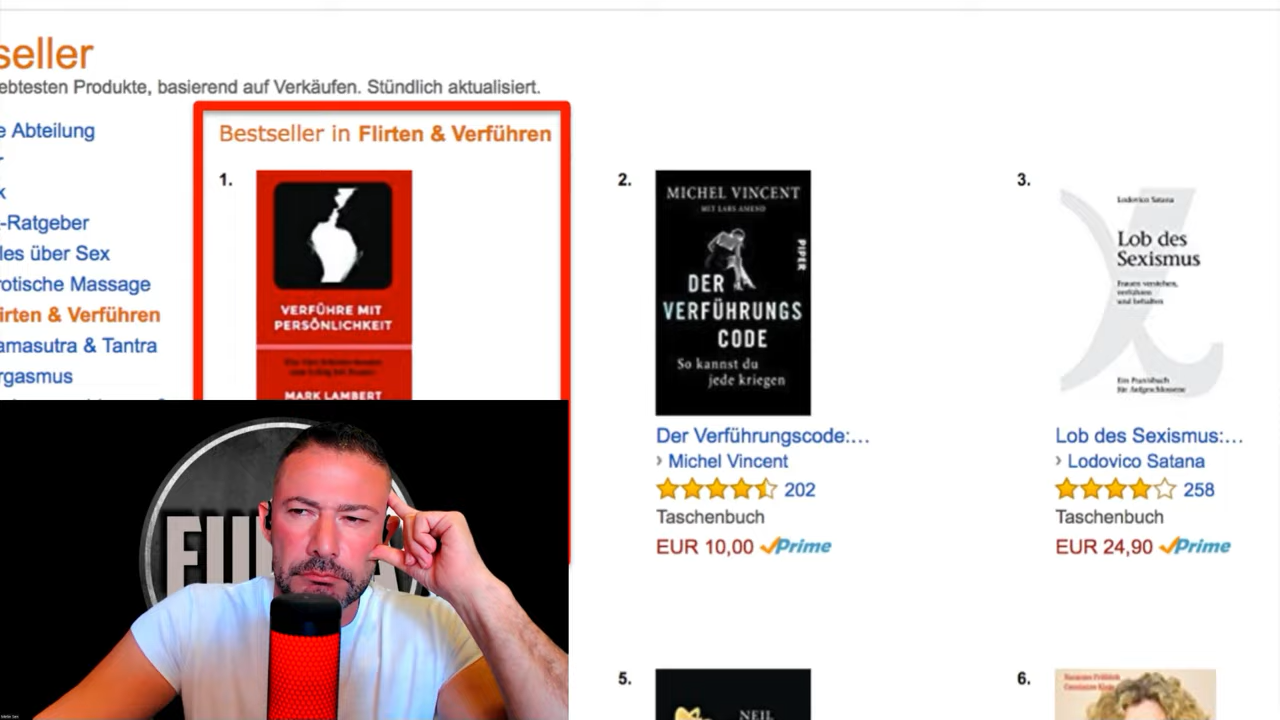 seller
ebtesten Produkte, basierend auf Verkäufen. Stündlich aktualisiert.
e Abteilung
-Ratgeber
les über Sex
rotische Massage
irten & Verführen
amasutra & Tantra
rgasmus
Bestseller in Flirten & Verführen
1.
VERFÜHRE MIT
PERSÖNLICHKEIT
MARK LAMBERT
2.
MICHEL VINCENT
MIT LARS AMEND
PIPER
DER
VERFÜHRUNGS
CODE
So kannst du
jede kriegen
Der Verführungscode:…
› Michel Vincent
202
Taschenbuch
EUR 10,00 Prime
3.
Lodovico Satana
Lob des
Sexismus
Frauen verstehen,
verführen
und behalten
Ein Praxisbuch
für Aufgeschlossene
Lob des Sexismus:…
› Lodovico Satana
258
Taschenbuch
EUR 24,90 Prime
5.
NEIL
6.